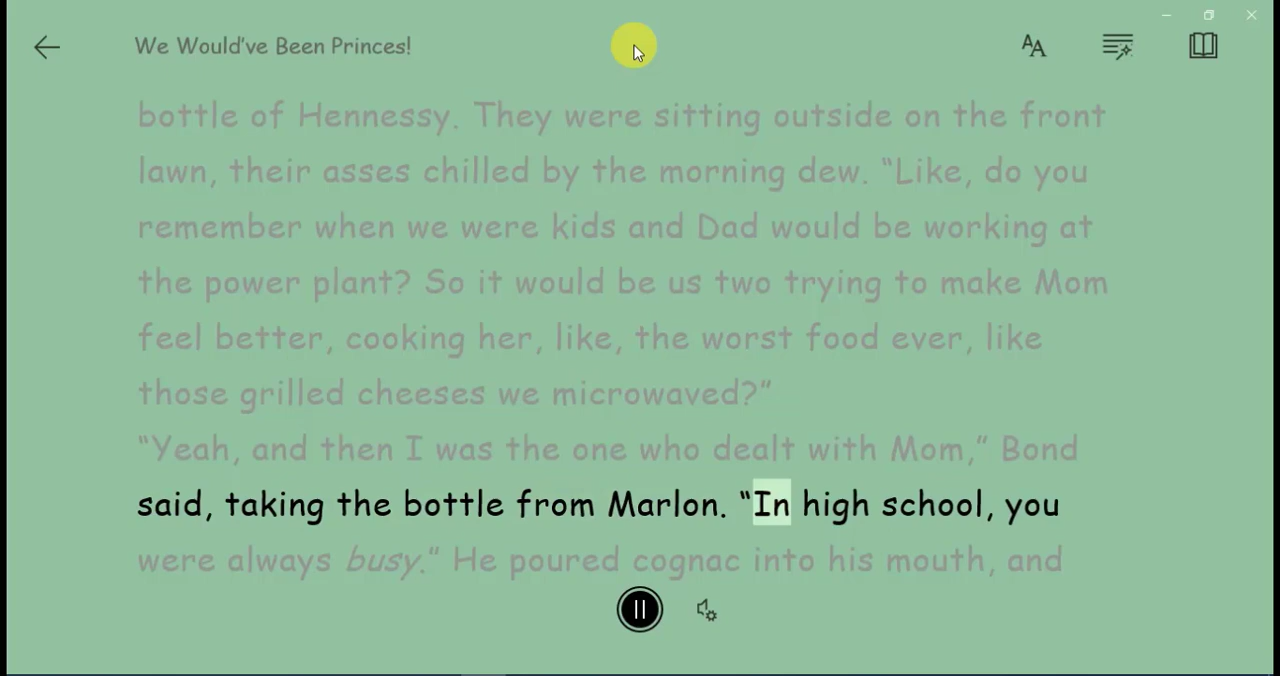 We Would've Been Princes!
bottle of Hennessy. They were sitting outside on the front
lawn, their asses chilled by the morning dew. “Like, do you
remember when we were kids and Dad would be working at
the power plant? So it would be us two trying to make Mom
feel better, cooking her, like, the worst food ever, like
those grilled cheeses we microwaved?”
“Yeah, and then I was the one who dealt with Mom,” Bond
said, taking the bottle from Marlon. “In high school, you
were always busy.” He poured cognac into his mouth, and